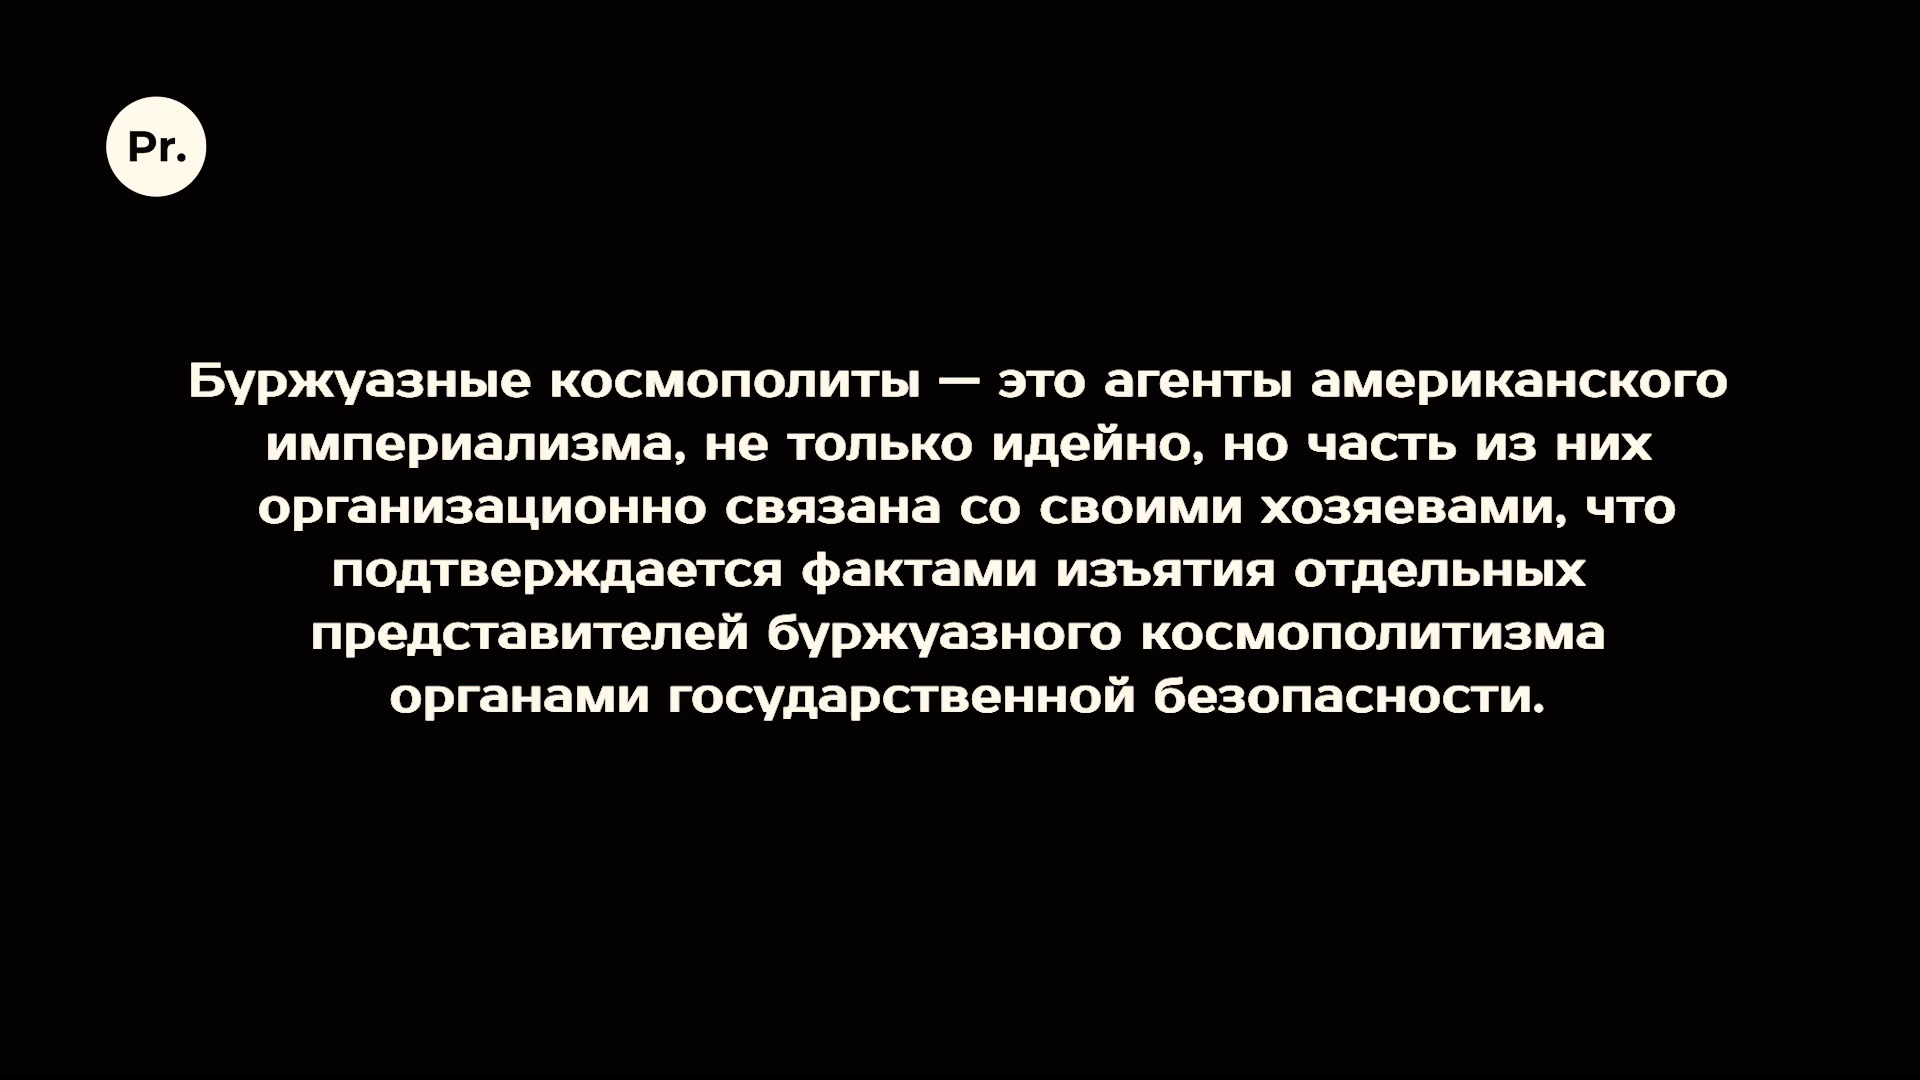 Pr.
Буржуазные космополиты — это агенты американского
империализма, не только идейно, но часть из них
организационно связана со своими хозяевами, что
подтверждается фактами изъятия отдельных
представителей буржуазного космополитизма
органами государственной безопасности.